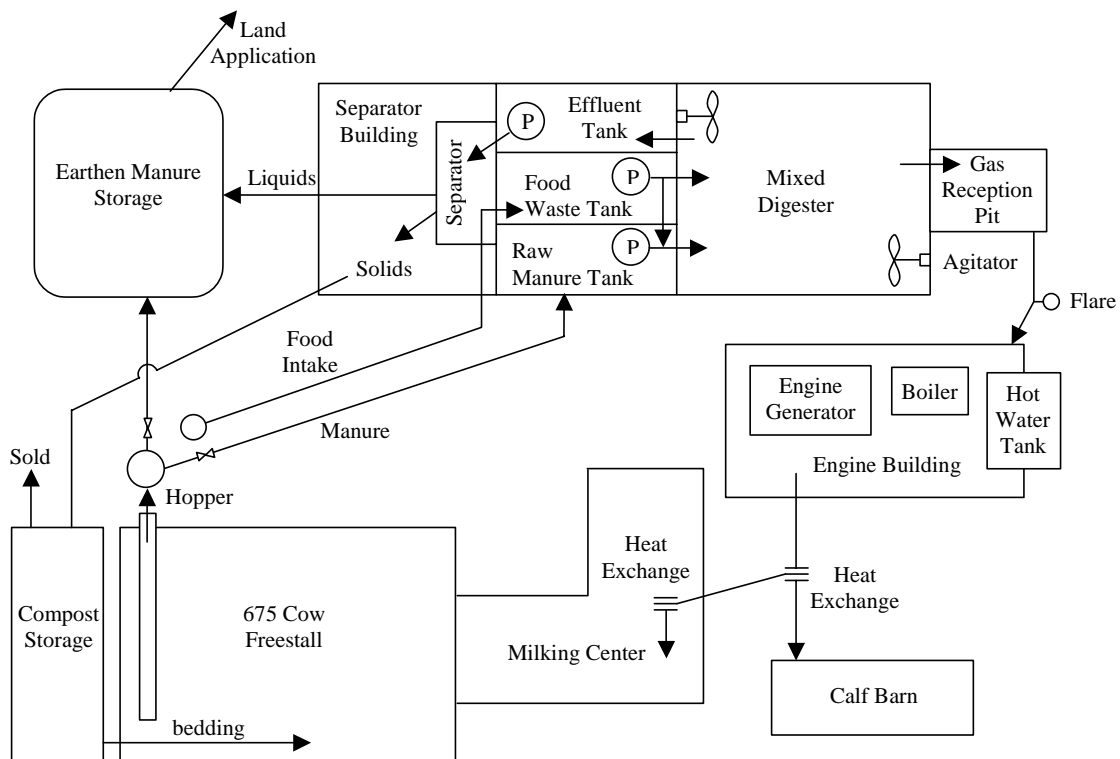 Land
Application
Earthen Manure
Storage
Separator
Building
Effluent
Tank
P
Separator
Liquids
Food
Waste Tank
P
Raw
Manure Tank
P
Mixed
Digester
Gas
Reception
Pit
Agitator
Solids
Flare
Food
Intake
Manure
Engine
Generator
Boiler
Hot
Water
Tank
Engine Building
Sold
Hopper
Compost
Storage
675 Cow
Freestall
bedding
Heat
Exchange
Milking Center
Heat
Exchange
Calf Barn